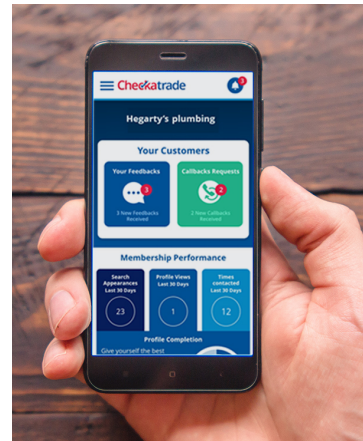 Checkatrade
3
Hegarty's plumbing
Your Customers
Your Feedbacks
3
3 New Feedbacks
Received
Callbacks Requests
2
2 New Callbacks
Received
Membership Performance
Search
Appearances
Last 30 Days
23
Profile Views
Last 30 Days
1
Times
contacted
Last 30 Days
12
Profile Completion
Give yourself the best